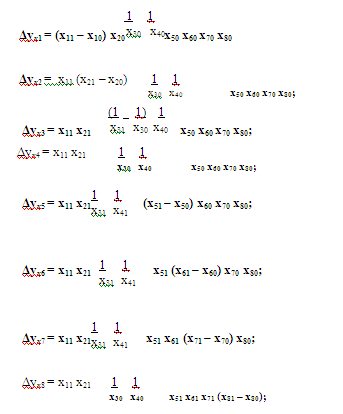 1 1
Δyx1 = (x11 – x10) x20 x30 x40 x50 x60 x70 x80
Δyx2 = x11 (x21 – x20) 1 1
x30 x40 x50 x60 x70 x80;
(1 – 1) 1
Δyx3 = x11 x21 x31 x30 x40 x50 x60 x70 x80;
Δyx4 = x11 x21 1 1
x30 x40 x50 x60 x70 x80;
1 1
Δyx5 = x11 x21 x31 x41 (x51 – x50) x60 x70 x80;
Δyx6 = x11 x21 1 1 x51 (x61 – x60) x70 x80;
x31 x41
1 1
Δyx7 = x11 x21 x31 x41 x51 x61 (x71 – x70) x80;
Δyx8 = x11 x21 1 1
x30 x40 x51 x61 x71 (x81 – x80);